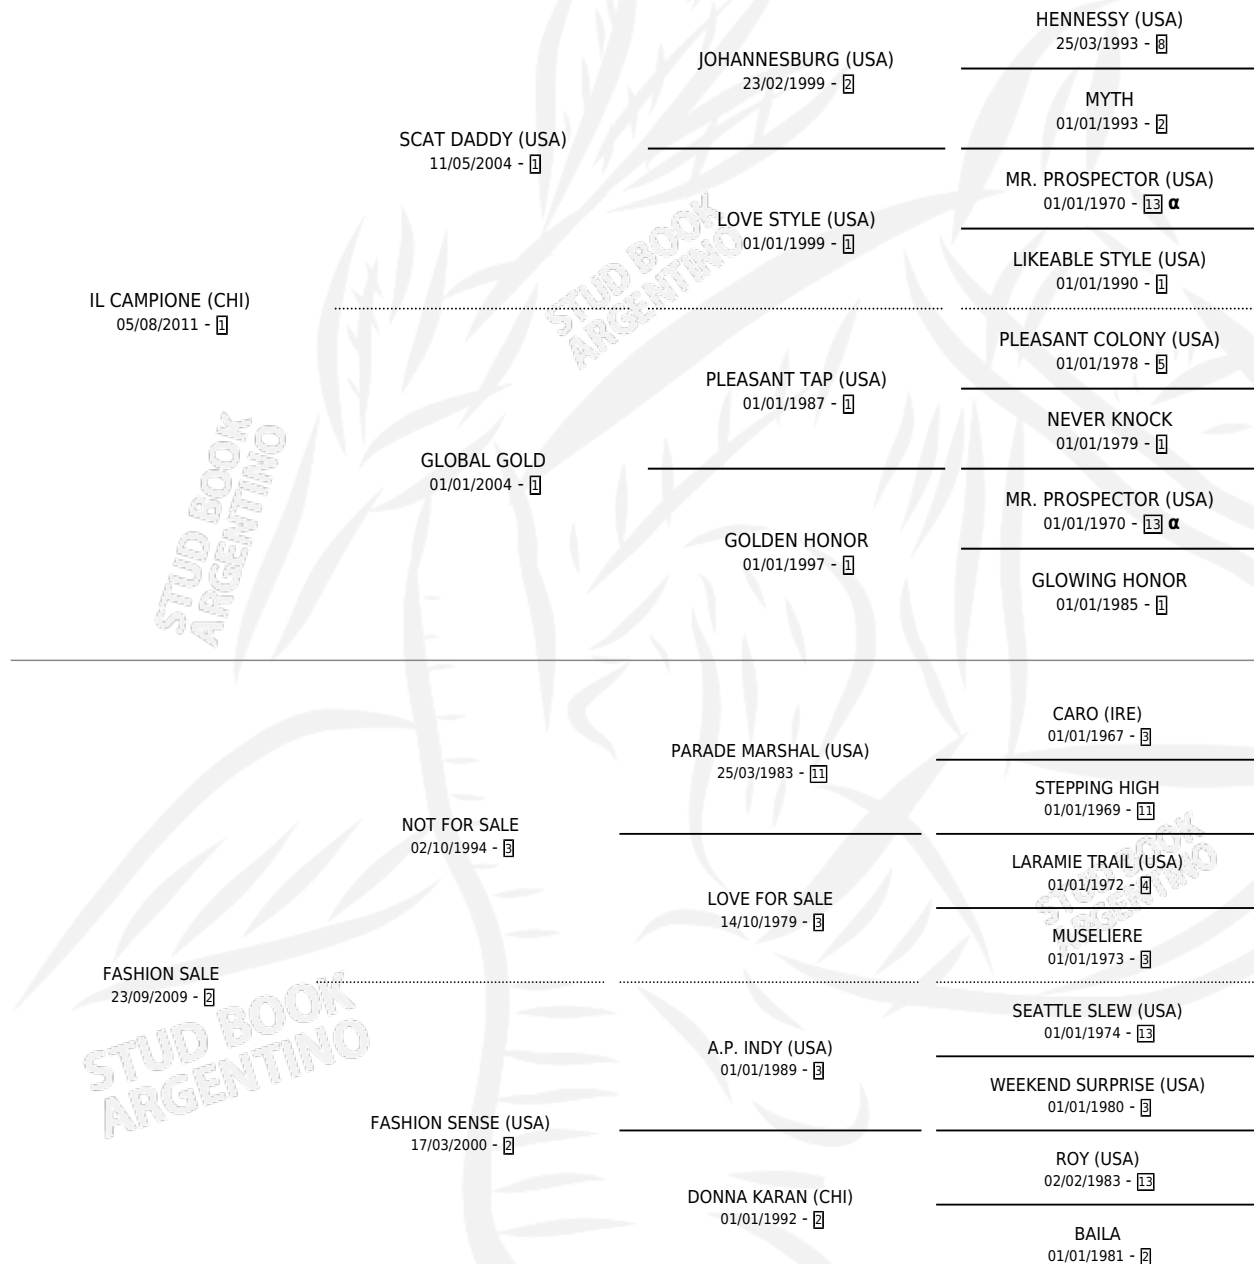 HENNESSY (USA)
25/03/1993 - 8
JOHANNESBURG (USA)
23/02/1999 - 2
MYTH
01/01/1993 - 2
SCAT DADDY (USA)
11/05/2004 - 1
MR. PROSPECTOR (USA)
01/01/1970 - 13 α
LOVE STYLE (USA)
01/01/1999 - 1
LIKEABLE STYLE (USA)
01/01/1990 - 1
IL CAMPIONE (CHI)
05/08/2011 - 1
PLEASANT COLONY (USA)
01/01/1978 - 5
PLEASANT TAP (USA)
01/01/1987 - 1
NEVER KNOCK
01/01/1979 - 1
GLOBAL GOLD
01/01/2004 - 1
MR. PROSPECTOR (USA)
01/01/1970 - 13 α
GOLDEN HONOR
01/01/1997 - 1
GLOWING HONOR
01/01/1985 - 1
CARO (IRE)
01/01/1967 - 3
PARADE MARSHAL (USA)
25/03/1983 - 11
STEPPING HIGH
01/01/1969 - 11
NOT FOR SALE
02/10/1994 - 3
LARAMIE TRAIL (USA)
01/01/1972 - 4
LOVE FOR SALE
14/10/1979 - 3
MUSELIERE
01/01/1973 - 3
FASHION SALE
23/09/2009 - 2
SEATTLE SLEW (USA)
01/01/1974 - 13
A.P. INDY (USA)
01/01/1989 - 3
WEEKEND SURPRISE (USA)
01/01/1980 - 3
FASHION SENSE (USA)
17/03/2000 - 2
ROY (USA)
02/02/1983 - 13
DONNA KARAN (CHI)
01/01/1992 - 2
BAILA
01/01/1981 - 2
STUD BOOK
ARGENTINO
STUD BOOK
ARGENTINO
STUD BOOK
ARGENTINO
STUD BOOK
ARGENTINO